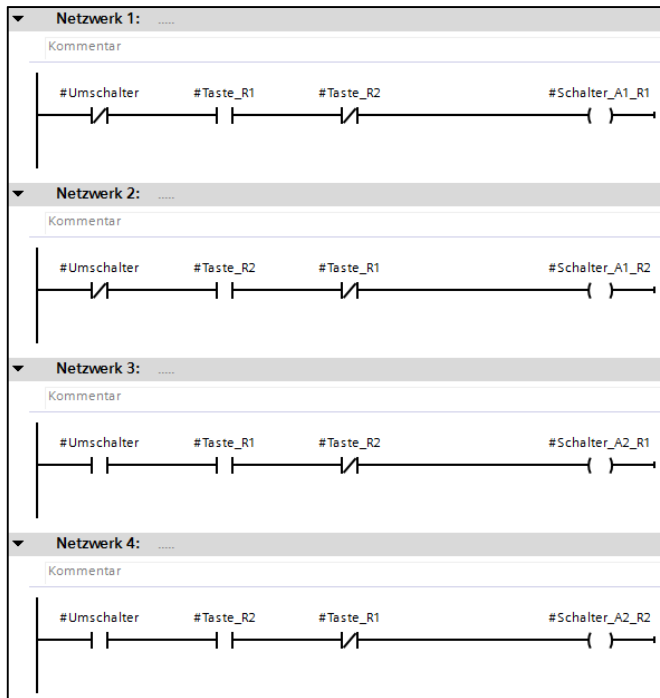 Netzwerk 1: .....
Kommentar
#Umschalter #Taste_R1 #Taste_R2 #Schalter_A1_R1
Netzwerk 2: .....
Kommentar
#Umschalter #Taste_R2 #Taste_R1 #Schalter_A1_R2
Netzwerk 3: .....
Kommentar
#Umschalter #Taste_R1 #Taste_R2 #Schalter_A2_R1
Netzwerk 4: .....
Kommentar
#Umschalter #Taste_R2 #Taste_R1 #Schalter_A2_R2